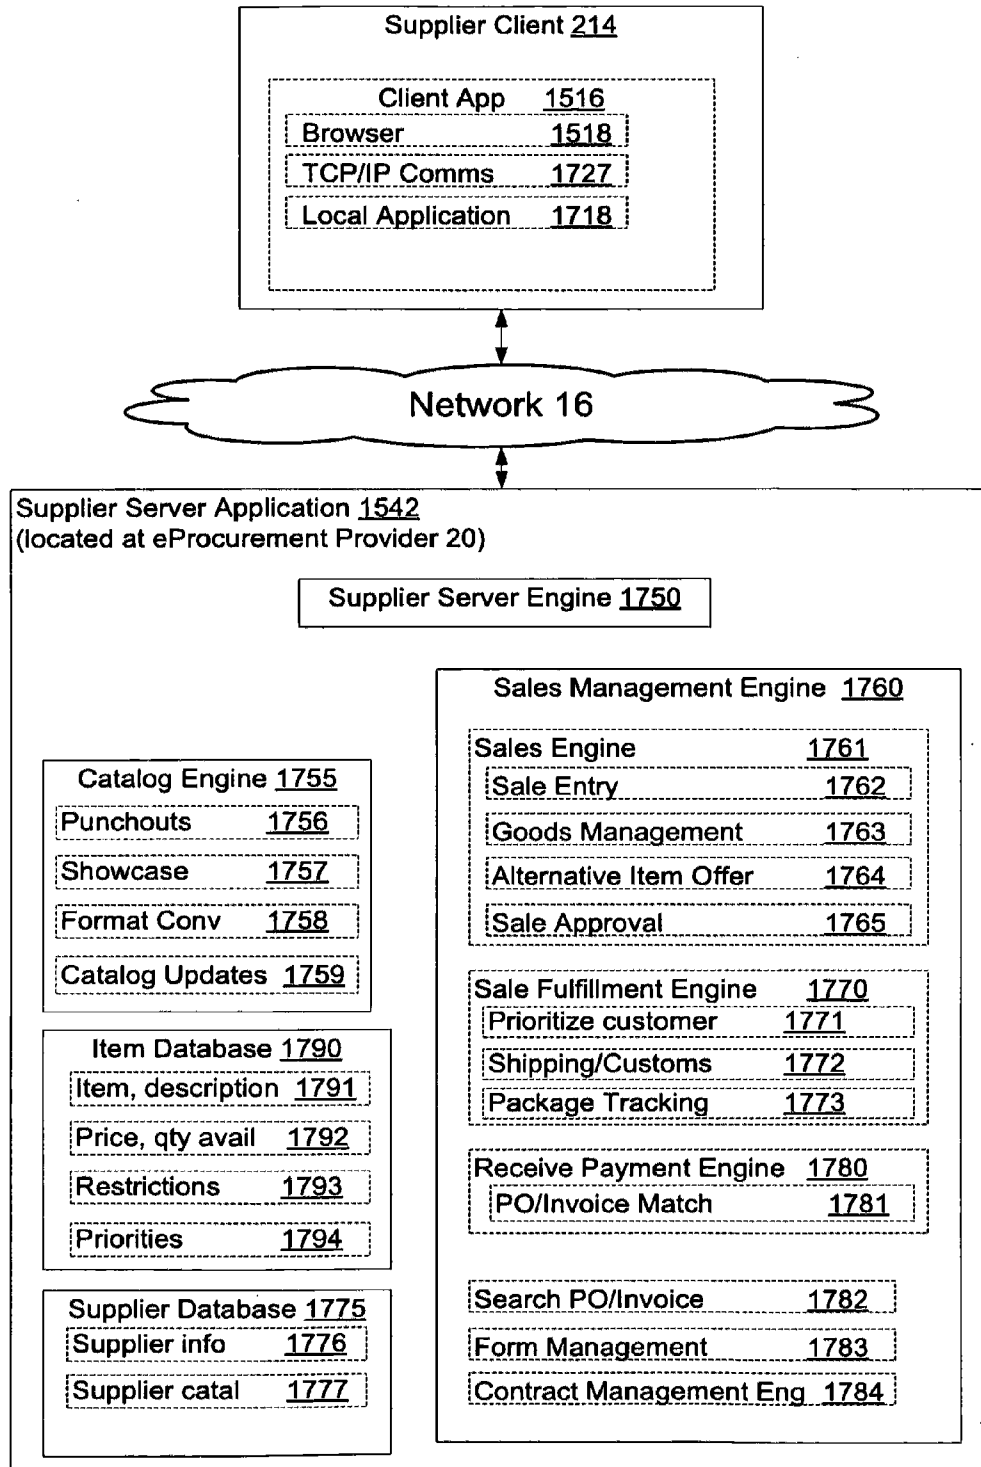 Supplier Client 214
Client App 1516
Browser 1518
TCP/IP Comms 1727
Local Application 1718
Network 16
Supplier Server Application 1542
(located at eProcurement Provider 20)
Supplier Server Engine 1750
Catalog Engine 1755
Punchouts 1756
Showcase 1757
Format Conv 1758
Catalog Updates 1759
Item Database 1790
Item, description 1791
Price, qty avail 1792
Restrictions 1793
Priorities 1794
Supplier Database 1775
Supplier info 1776
Supplier catal 1777
Sales Management Engine 1760
Sales Engine 1761
Sale Entry 1762
Goods Management 1763
Alternative Item Offer 1764
Sale Approval 1765
Sale Fulfillment Engine 1770
Prioritize customer 1771
Shipping/Customs 1772
Package Tracking 1773
Receive Payment Engine 1780
PO/Invoice Match 1781
Search PO/Invoice 1782
Form Management 1783
Contract Management Eng 1784